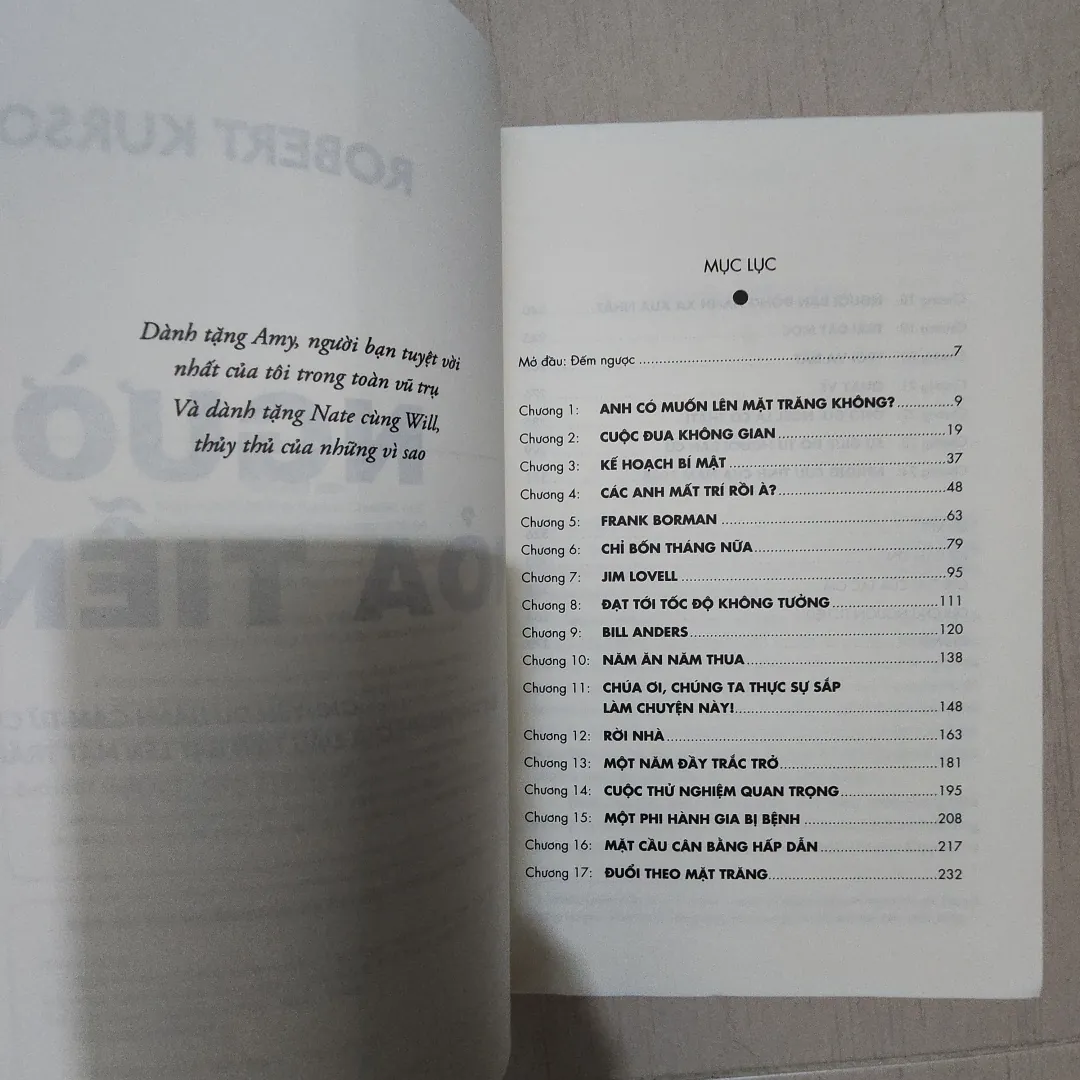 Dành tặng Amy, người bạn tuyệt vời
nhất của tôi trong toàn vũ trụ
Và dành tặng Nate cùng Will,
thủy thủ của những vì sao
MỤC LỤC
Mở đầu: Đếm ngược ........ 7
Chương 1: ANH CÓ MUỐN LÊN MẶT TRĂNG KHÔNG? ........ 9
Chương 2: CUỘC ĐUA KHÔNG GIAN ........ 19
Chương 3: KẾ HOẠCH BÍ MẬT ........ 37
Chương 4: CÁC ANH MẤT TRÍ RỒI À? ........ 48
Chương 5: FRANK BORMAN ........ 63
Chương 6: CHỈ BỐN THÁNG NỮA ........ 79
Chương 7: JIM LOVELL ........ 95
Chương 8: ĐẠT TỚI TỐC ĐỘ KHÔNG TƯỞNG ........ 111
Chương 9: BILL ANDERS ........ 120
Chương 10: NĂM ĂN NĂM THUA ........ 138
Chương 11: CHÚA ƠI, CHÚNG TA THỰC SỰ SẮP
LÀM CHUYỆN NÀY! ........ 148
Chương 12: RỜI NHÀ ........ 163
Chương 13: MỘT NĂM ĐẦY TRẮC TRỞ ........ 181
Chương 14: CUỘC THỬ NGHIỆM QUAN TRỌNG ........ 195
Chương 15: MỘT PHI HÀNH GIA BỊ BỆNH ........ 208
Chương 16: MẶT CẦU CÂN BẰNG HẤP DẪN ........ 217
Chương 17: ĐUỔI THEO MẶT TRĂNG ........ 232
ROBERT KURSO